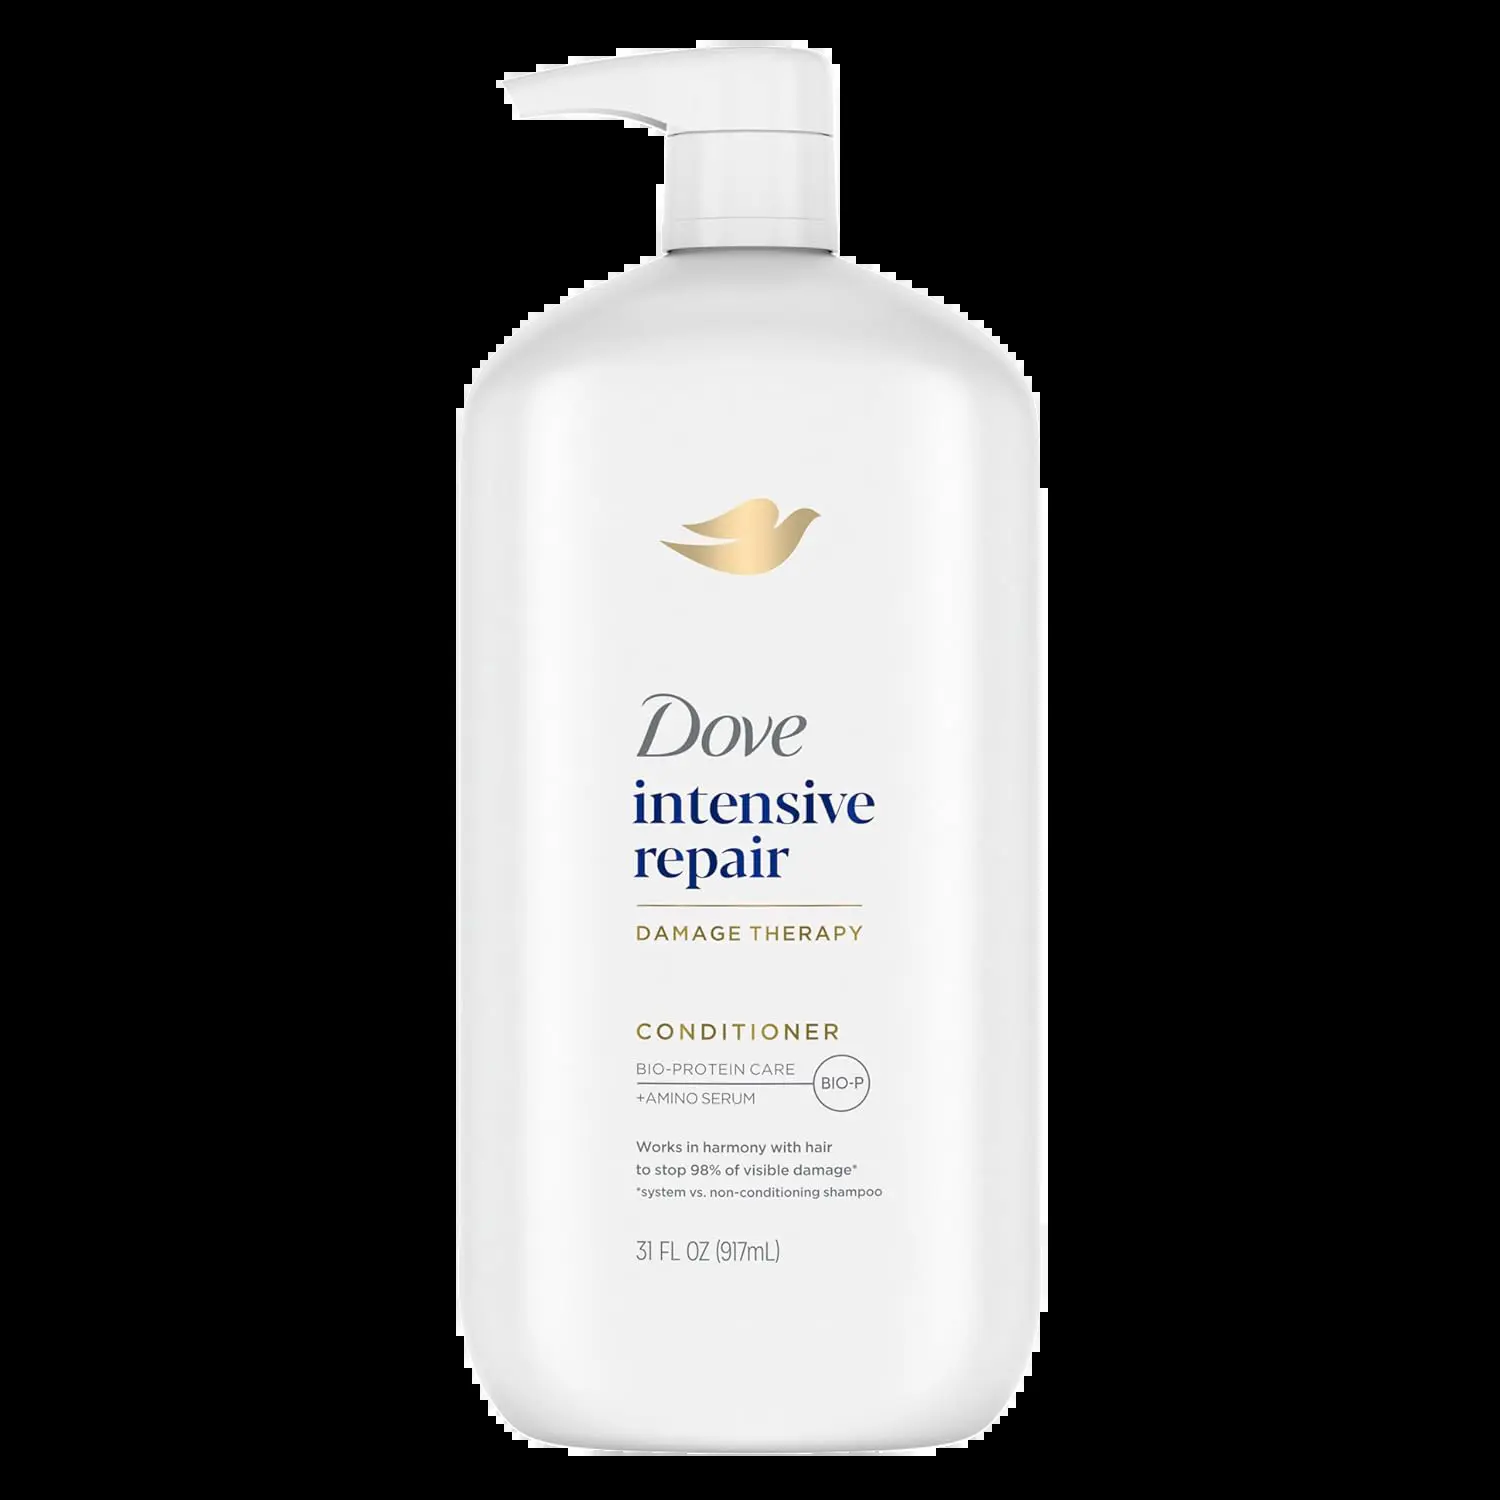 Dove
intensive
repair
DAMAGE THERAPY
CONDITIONER
BIO-PROTEIN CARE
BIO-P
+AMINO SERUM
Works in harmony with hair
to stop 98% of visible damage*
*system vs. non-conditioning shampoo
31 FL OZ (917mL)